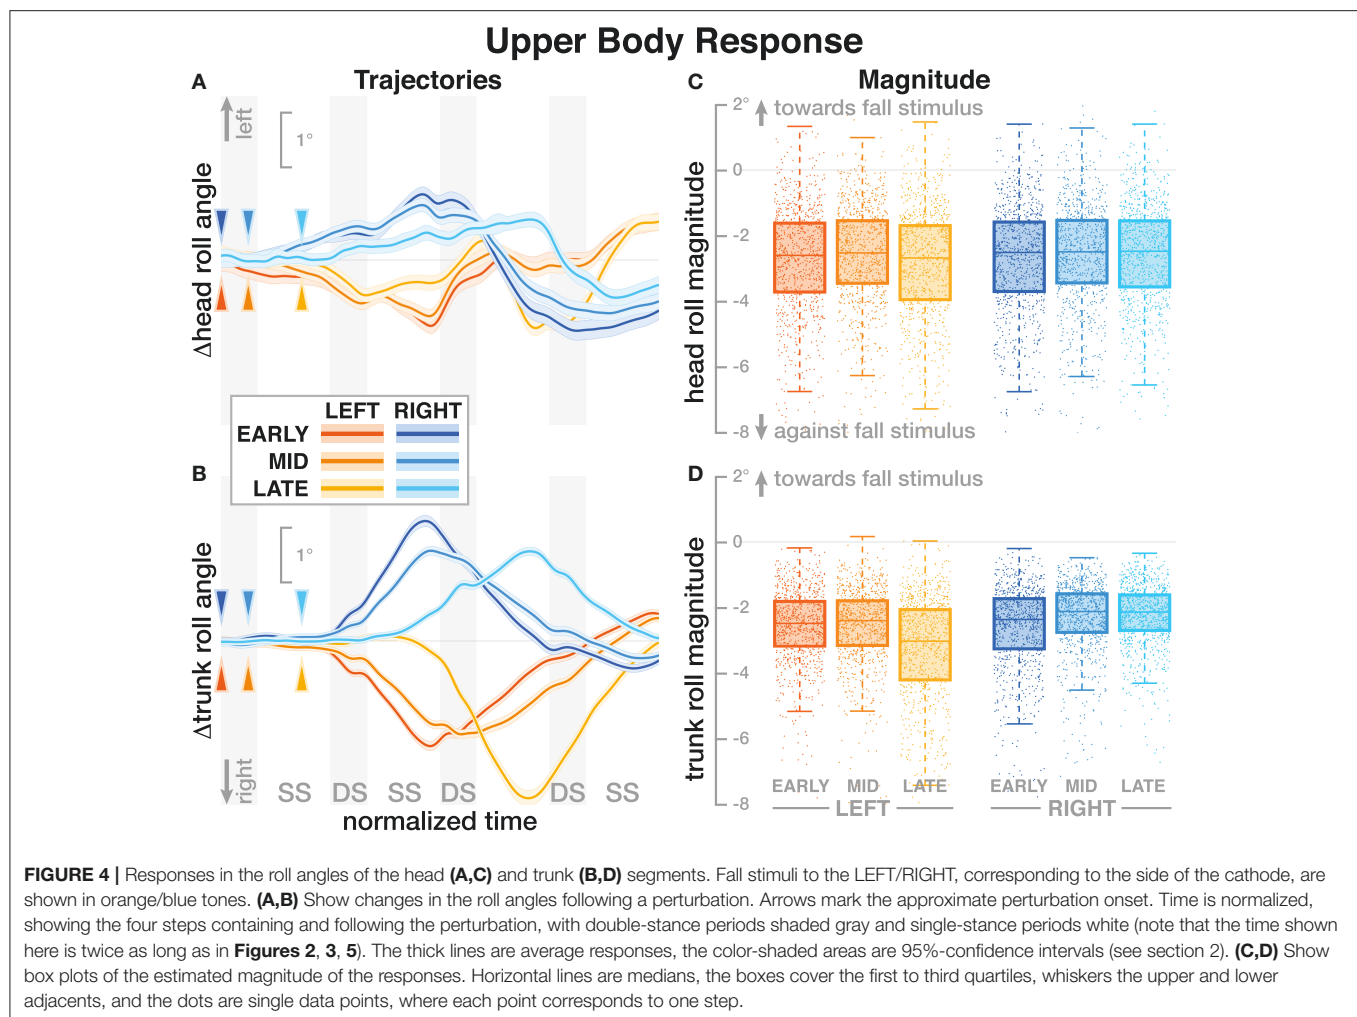 Upper Body Response
A
Trajectories
left
1°
Δhead roll angle
LEFT RIGHT
EARLY
MID
LATE
B
1°
Δtrunk roll angle
right
SS DS SS DS DS SS
normalized time
C
Magnitude
2°
towards fall stimulus
0
-2
-4
-6
-8
against fall stimulus
head roll magnitude
D
2°
towards fall stimulus
0
-2
-4
-6
-8
trunk roll magnitude
EARLY MID LATE EARLY MID LATE
LEFT RIGHT
FIGURE 4 | Responses in the roll angles of the head (A,C) and trunk (B,D) segments. Fall stimuli to the LEFT/RIGHT, corresponding to the side of the cathode, are
shown in orange/blue tones. (A,B) Show changes in the roll angles following a perturbation. Arrows mark the approximate perturbation onset. Time is normalized,
showing the four steps containing and following the perturbation, with double-stance periods shaded gray and single-stance periods white (note that the time shown
here is twice as long as in Figures 2, 3, 5). The thick lines are average responses, the color-shaded areas are 95%-confidence intervals (see section 2). (C,D) Show
box plots of the estimated magnitude of the responses. Horizontal lines are medians, the boxes cover the first to third quartiles, whiskers the upper and lower
adjacents, and the dots are single data points, where each point corresponds to one step.